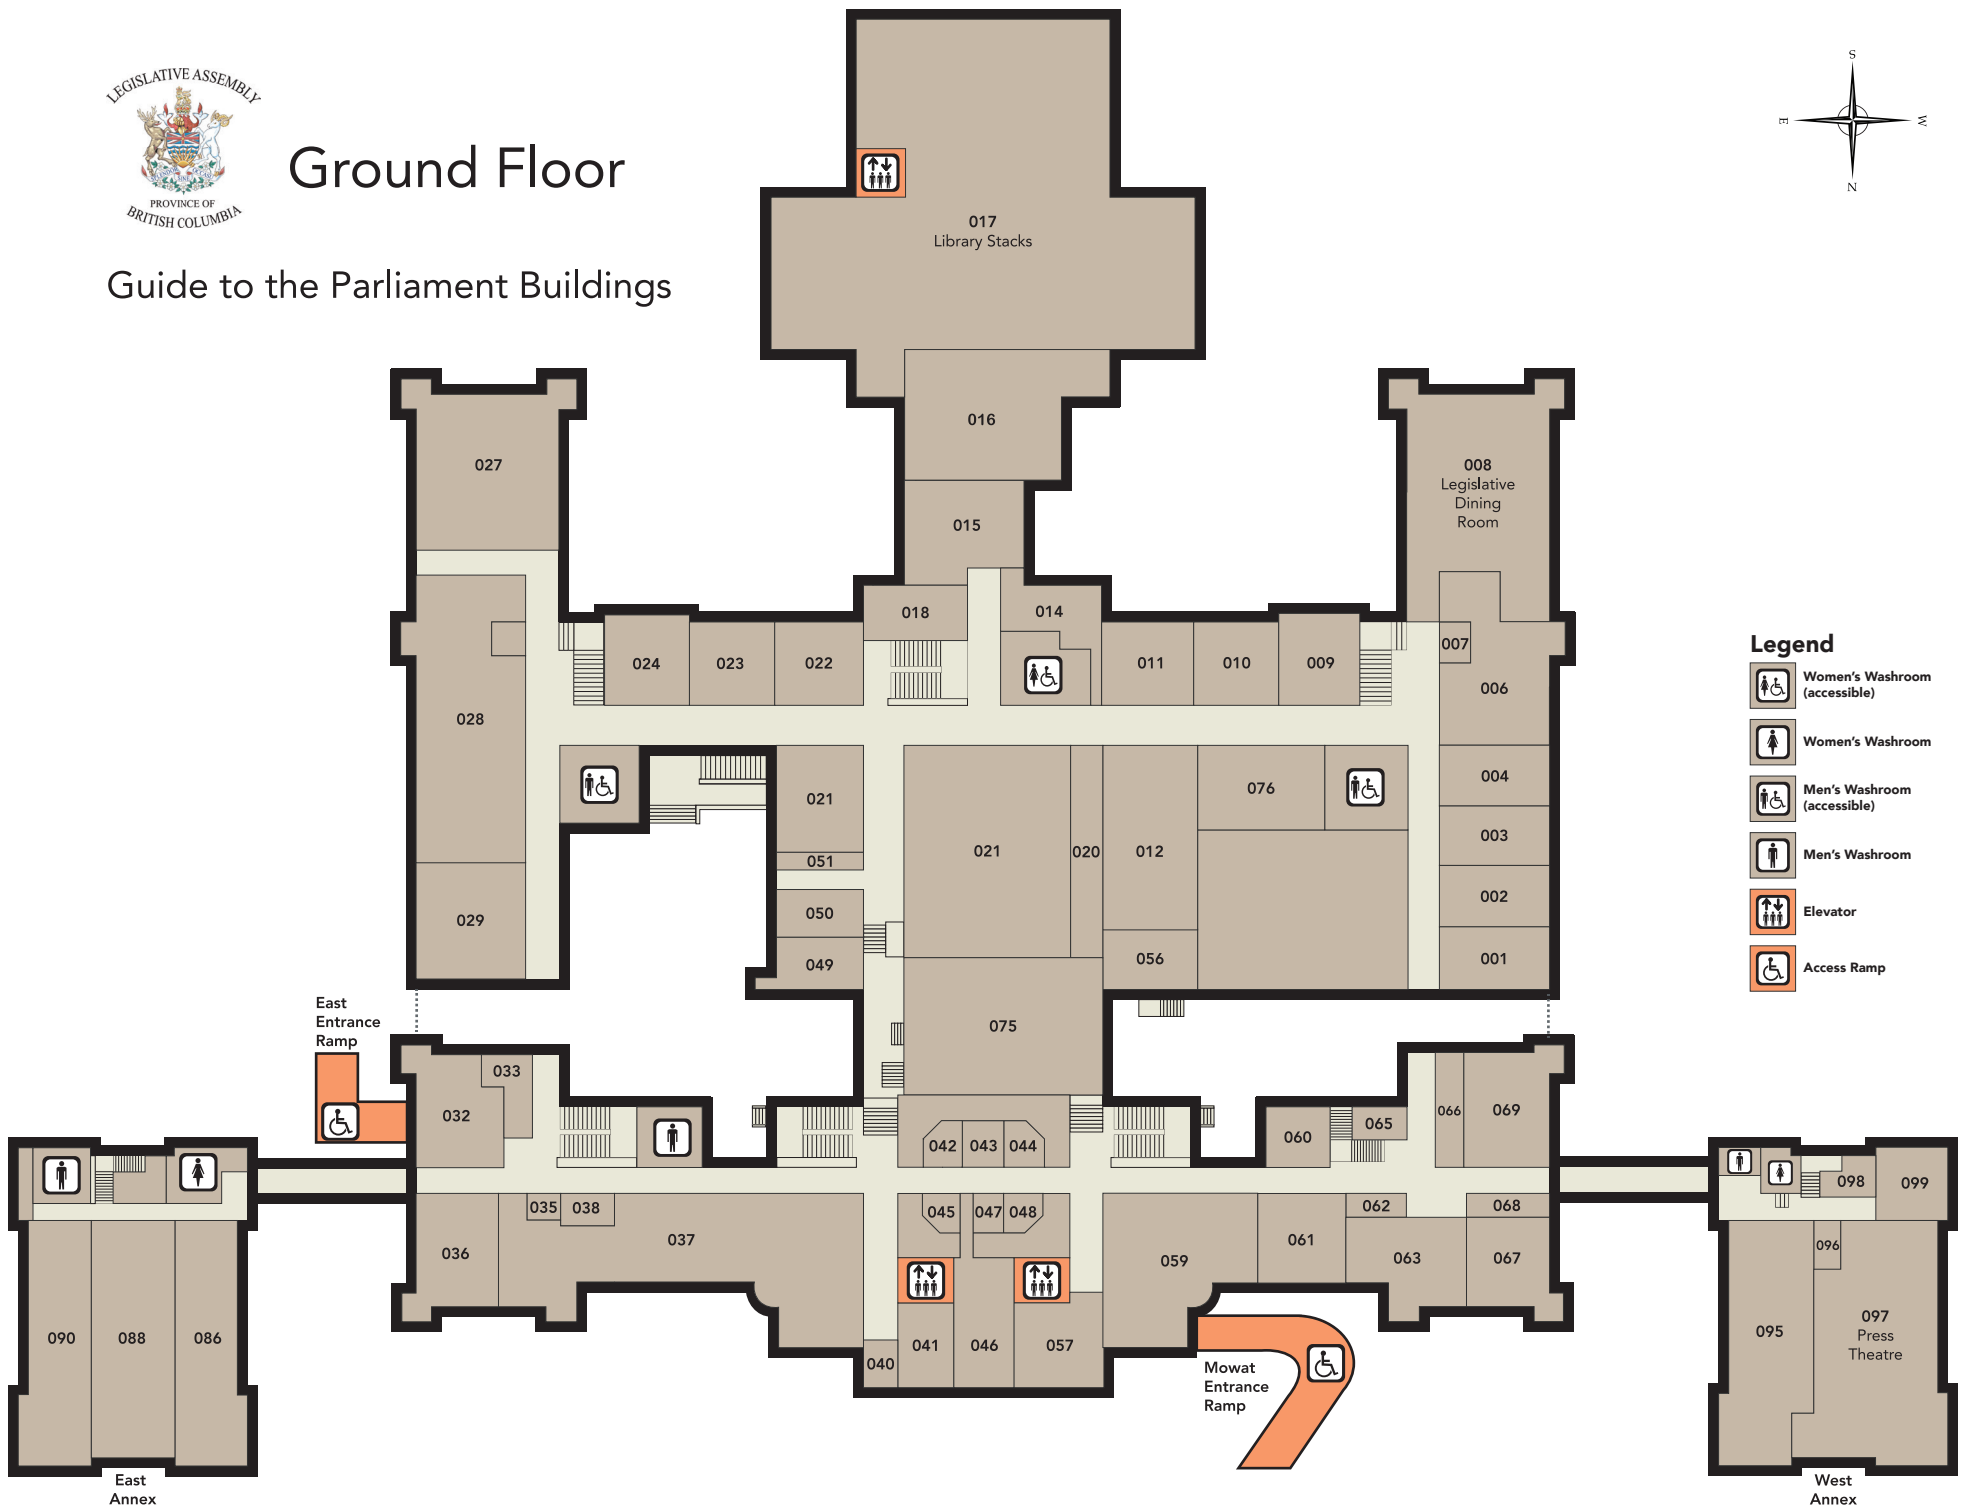 LEGISLATIVE ASSEMBLY
PROVINCE OF
BRITISH COLUMBIA
Ground Floor
Guide to the Parliament Buildings
S
E
W
N
017
Library Stacks
016
027
008
Legislative
Dining
Room
015
018
014
007
024
023
022
011
010
009
006
028
021
076
004
003
021
020
012
051
002
050
029
049
056
001
Legend
Women's Washroom
(accessible)
Women's Washroom
Men's Washroom
(accessible)
Men's Washroom
Elevator
Access Ramp
East
Entrance
Ramp
075
033
032
042
043
044
060
065
066
069
098
099
035
038
045
047
048
062
068
036
037
059
061
063
067
096
090
088
086
040
041
046
057
095
097
Press
Theatre
Mowat
Entrance
Ramp
East
Annex
West
Annex